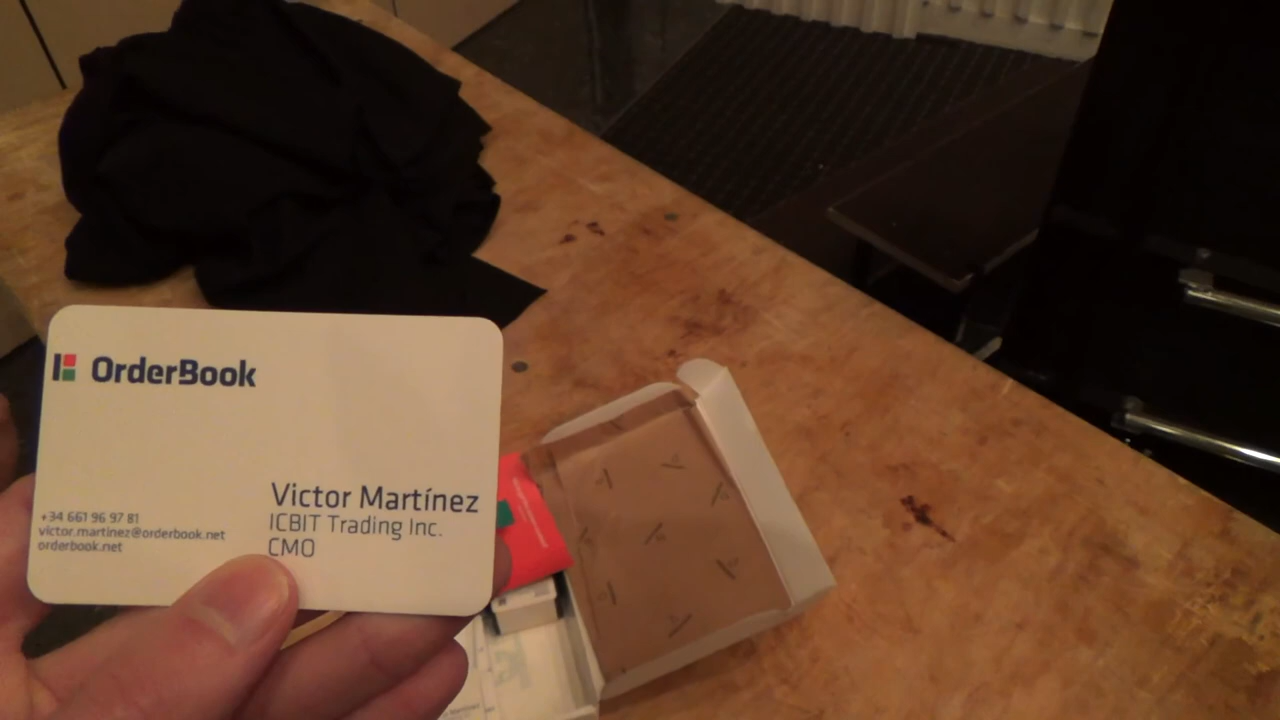 OrderBook
Victor Martínez
ICBIT Trading Inc.
CMO
+34 661 96 97 81
victor.martinez@orderbook.net
orderbook.net